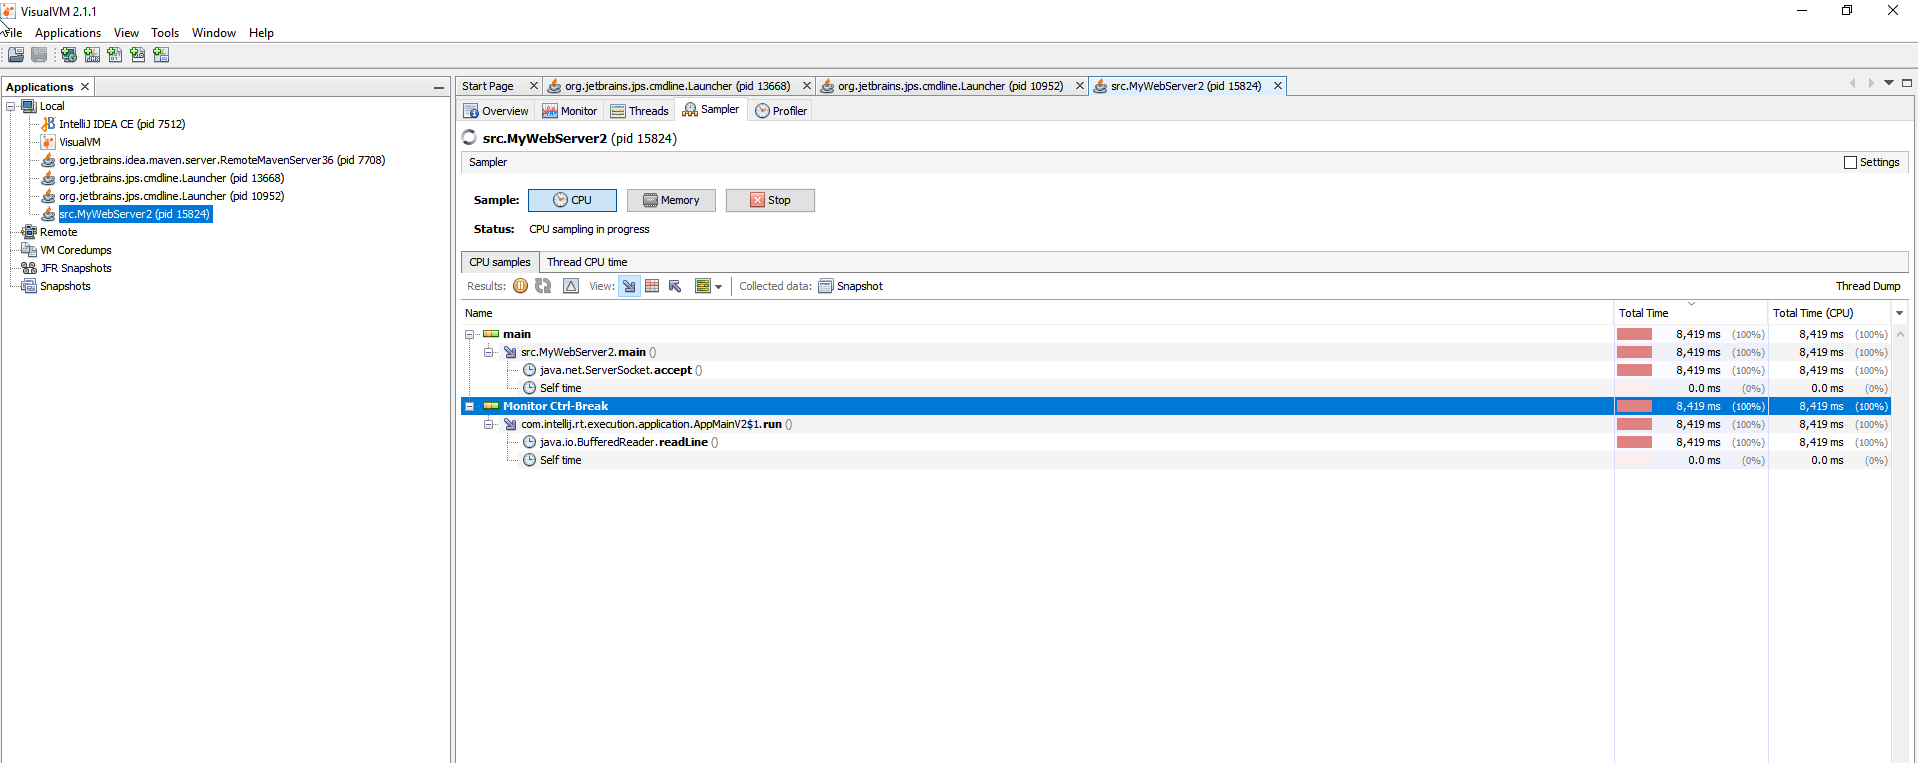 VisualVM 2.1.1
File Applications View Tools Window Help
Applications
Local
IntelliJ IDEA CE (pid 7512)
VisualVM
org.jetbrains.idea.maven.server.RemoteMavenServer36 (pid 7708)
org.jetbrains.jps.cmdline.Launcher (pid 13668)
org.jetbrains.jps.cmdline.Launcher (pid 10952)
src.MyWebServer2 (pid 15824)
Remote
VM Coredumps
JFR Snapshots
Snapshots
Start Page org.jetbrains.jps.cmdline.Launcher (pid 13668) org.jetbrains.jps.cmdline.Launcher (pid 10952) src.MyWebServer2 (pid 15824)
Overview Monitor Threads Sampler Profiler
src.MyWebServer2 (pid 15824)
Sampler Settings
Sample: CPU Memory Stop
Status: CPU sampling in progress
CPU samples Thread CPU time
Results: View: Collected data: Snapshot Thread Dump
Name Total Time Total Time (CPU)
main 8,419 ms (100%) 8,419 ms (100%)
src.MyWebServer2.main () 8,419 ms (100%) 8,419 ms (100%)
java.net.ServerSocket.accept () 8,419 ms (100%) 8,419 ms (100%)
Self time 0.0 ms (0%) 0.0 ms (0%)
Monitor Ctrl-Break 8,419 ms (100%) 8,419 ms (100%)
com.intellij.rt.execution.application.AppMainV2$1.run () 8,419 ms (100%) 8,419 ms (100%)
java.io.BufferedReader.readLine () 8,419 ms (100%) 8,419 ms (100%)
Self time 0.0 ms (0%) 0.0 ms (0%)